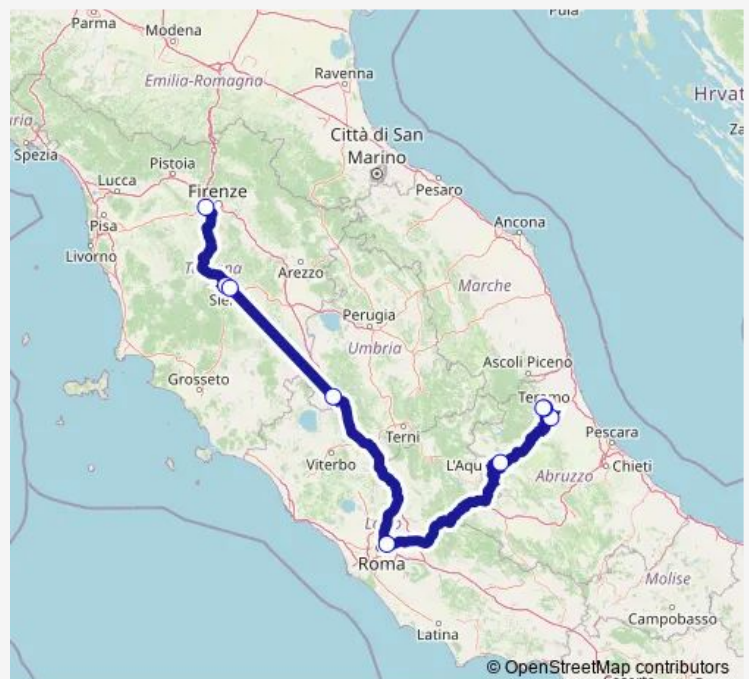 Pula
Parma
Modena
Emilia-Romagna
Ravenna
Hrvat
Spezia
Pistoia
Città di San
Marino
Lucca
Firenze
Pesaro
Pisa
Livorno
Ancona
Arezzo
Marche
Perugia
Umbria
Grosseto
Ascoli Piceno
Teramo
Terni
Pescara
Viterbo
L'Aqu
Chieti
Abruzzo
Roma
Molise
Latina
Campobasso
© OpenStreetMap contributors